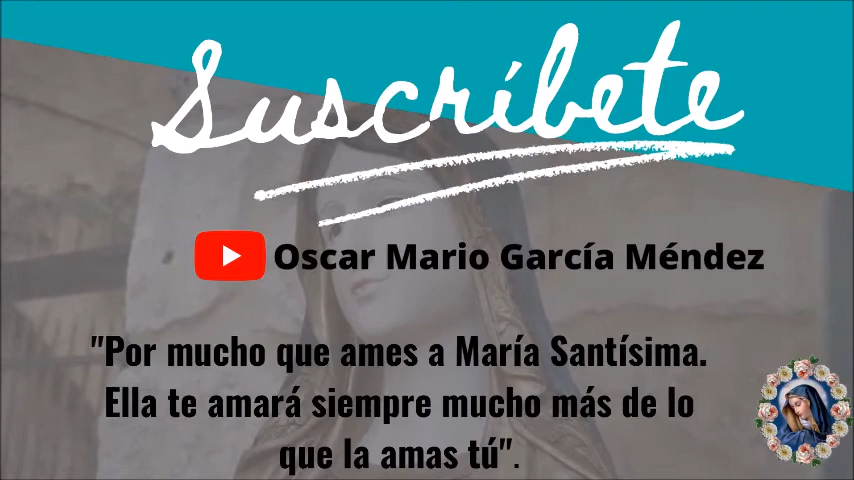 Suscríbete
Oscar Mario García Méndez
"Por mucho que ames a María Santísima.
Ella te amará siempre mucho más de lo
que la amas tú".